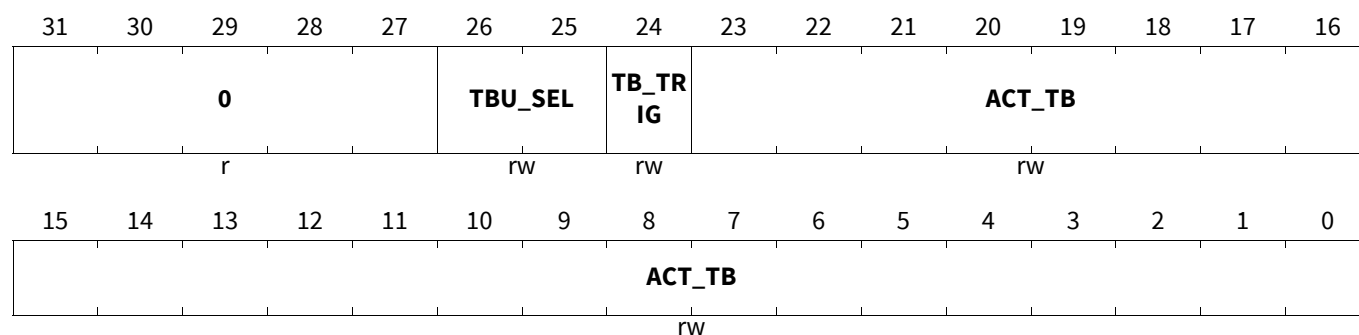 31 30 29 28 27 26 25 24 23 22 21 20 19 18 17 16
0 TBU_SEL TB_TR ACT_TB
IG
r rw rw rw
15 14 13 12 11 10 9 8 7 6 5 4 3 2 1 0
ACT_TB
rw